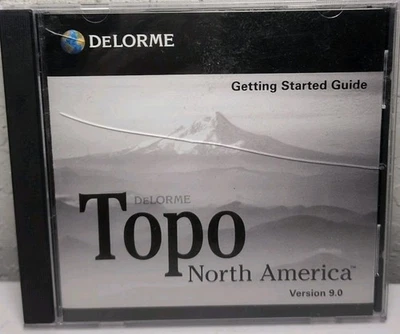 DELORME
Getting Started Guide
DELORME
Topo
North America™
Version 9.0